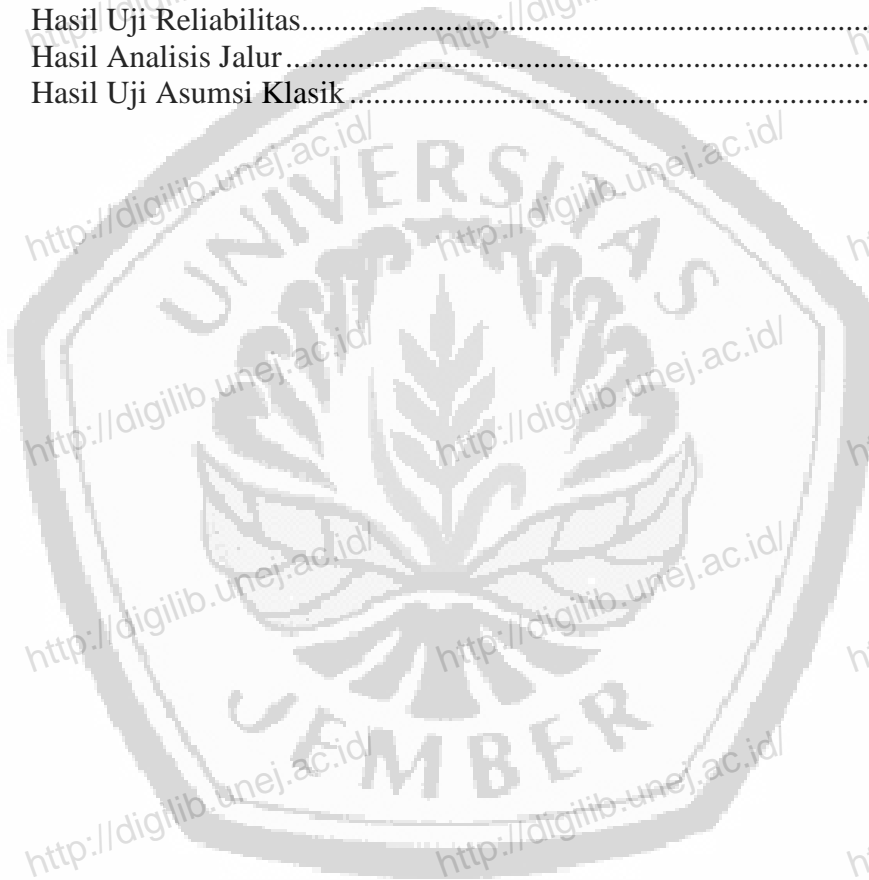 Hasil Uji Reliabilitas
Hasil Analisis Jalur
Hasil Uji Asumsi Klasik
UNIVERSITAS
JEMBER
http://digilib.unej.ac.id/
http://digilib.unej.ac.id/
http://digilib.unej.ac.id/
http://digilib.unej.ac.id/
http://digilib.unej.ac.id/
http://digilib.unej.ac.id/
http://digilib.unej.ac.id/
http://digilib.unej.ac.id/